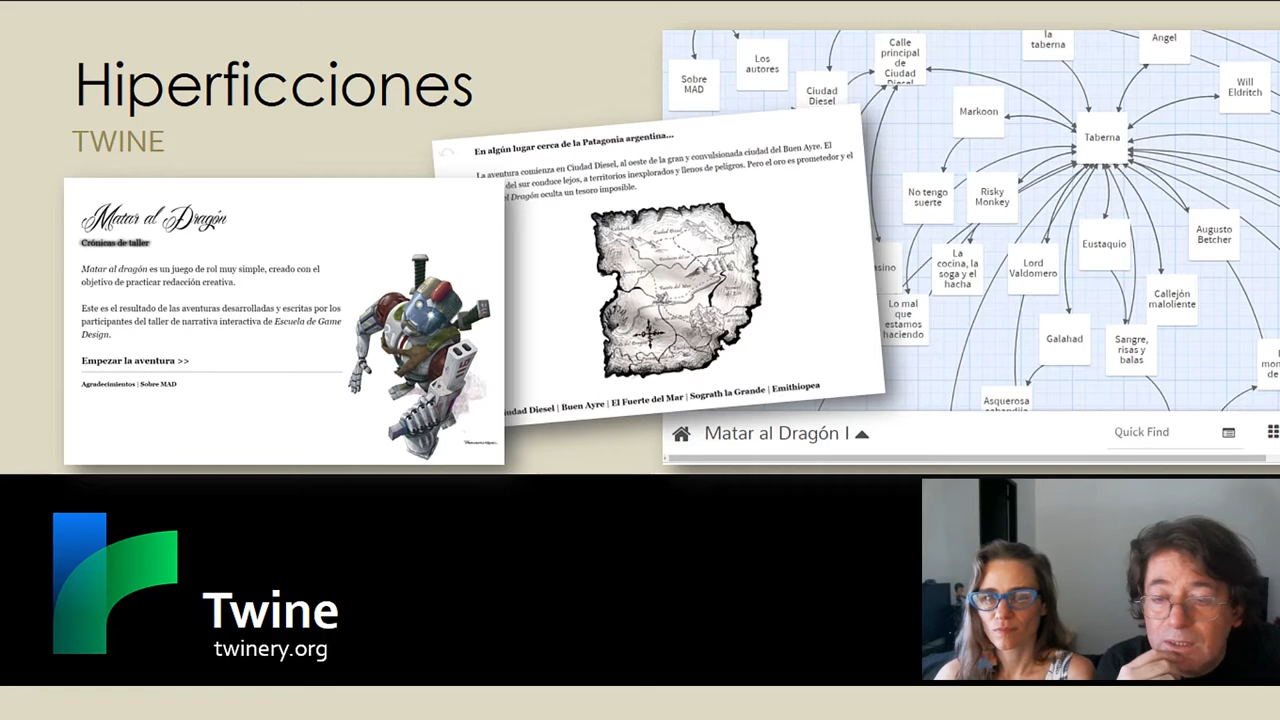 Hiperficciones
TWINE
Matar al Dragón
Crónicas de taller
Matar al dragón es un juego de rol muy simple, creado con el
objetivo de practicar redacción creativa.
Este es el resultado de las aventuras desarrolladas y escritas por los
participantes del taller de narrativa interactiva de Escuela de Game
Design.
Empezar la aventura >>
Agradecimientos | Sobre MAD
En algún lugar cerca de la Patagonia argentina...
La aventura comienza en Ciudad Diesel, al oeste de la gran y convulsionada ciudad del Buen Ayre. El
del sur conduce lejos, a territorios inexplorados y llenos de peligros. Pero el oro es prometedor y el
el Dragón oculta un tesoro imposible.
iudad Diesel | Buen Ayre | El Fuerte del Mar | Sograth la Grande | Emithiopea
Sobre
MAD
Los
autores
Ciudad
Diesel
Calle
principal
de
Ciudad
Diesel
la
taberna
Angel
Will
Eldritch
Markoon
Taberna
No tengo
suerte
Risky
Monkey
Eustaquio
Augusto
Betcher
asino
La
cocina, la
soga y el
hacha
Lord
Valdomero
Callejón
maloliente
Lo mal
que
estamos
haciendo
Galahad
Sangre,
risas y
balas
Asquerosa
Matar al Dragón I
Quick Find
Twine
twinery.org